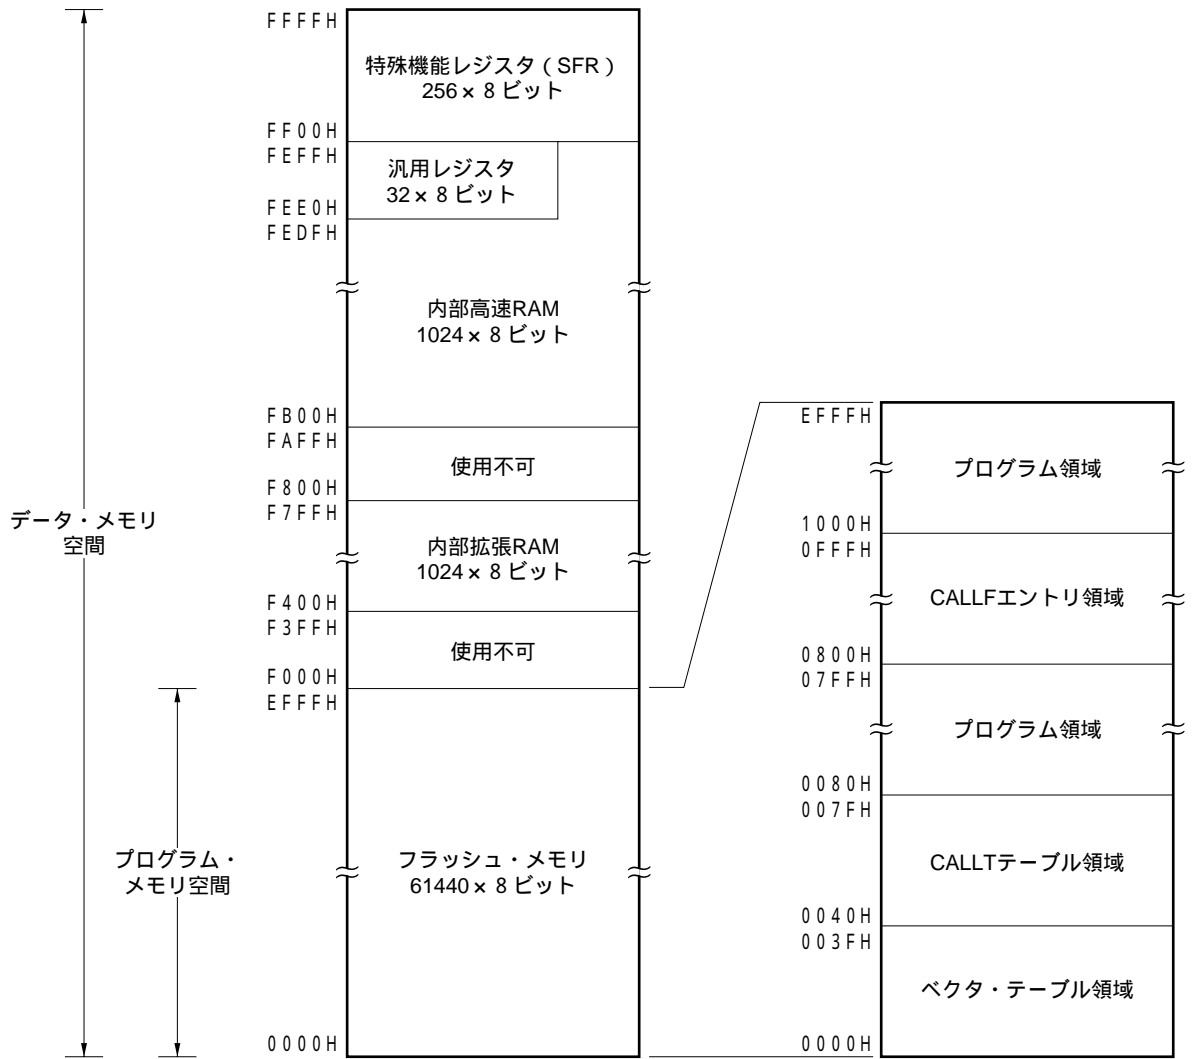 FFFFH
特殊機能レジスタ(SFR)
256×8ビット
FF00H
FEFFH
汎用レジスタ
32×8ビット
FEE0H
FEDFH
内部高速RAM
1024×8ビット
FB00H
FAFFH
使用不可
F800H
F7FFH
データ・メモリ
空間
内部拡張RAM
1024×8ビット
F400H
F3FFH
使用不可
F000H
EFFFH
プログラム・
メモリ空間
フラッシュ・メモリ
61440×8ビット
0000H
EFFFH
プログラム領域
1000H
0FFFH
CALLFエントリ領域
0800H
07FFH
プログラム領域
0080H
007FH
CALLTテーブル領域
0040H
003FH
ベクタ・テーブル領域
0000H